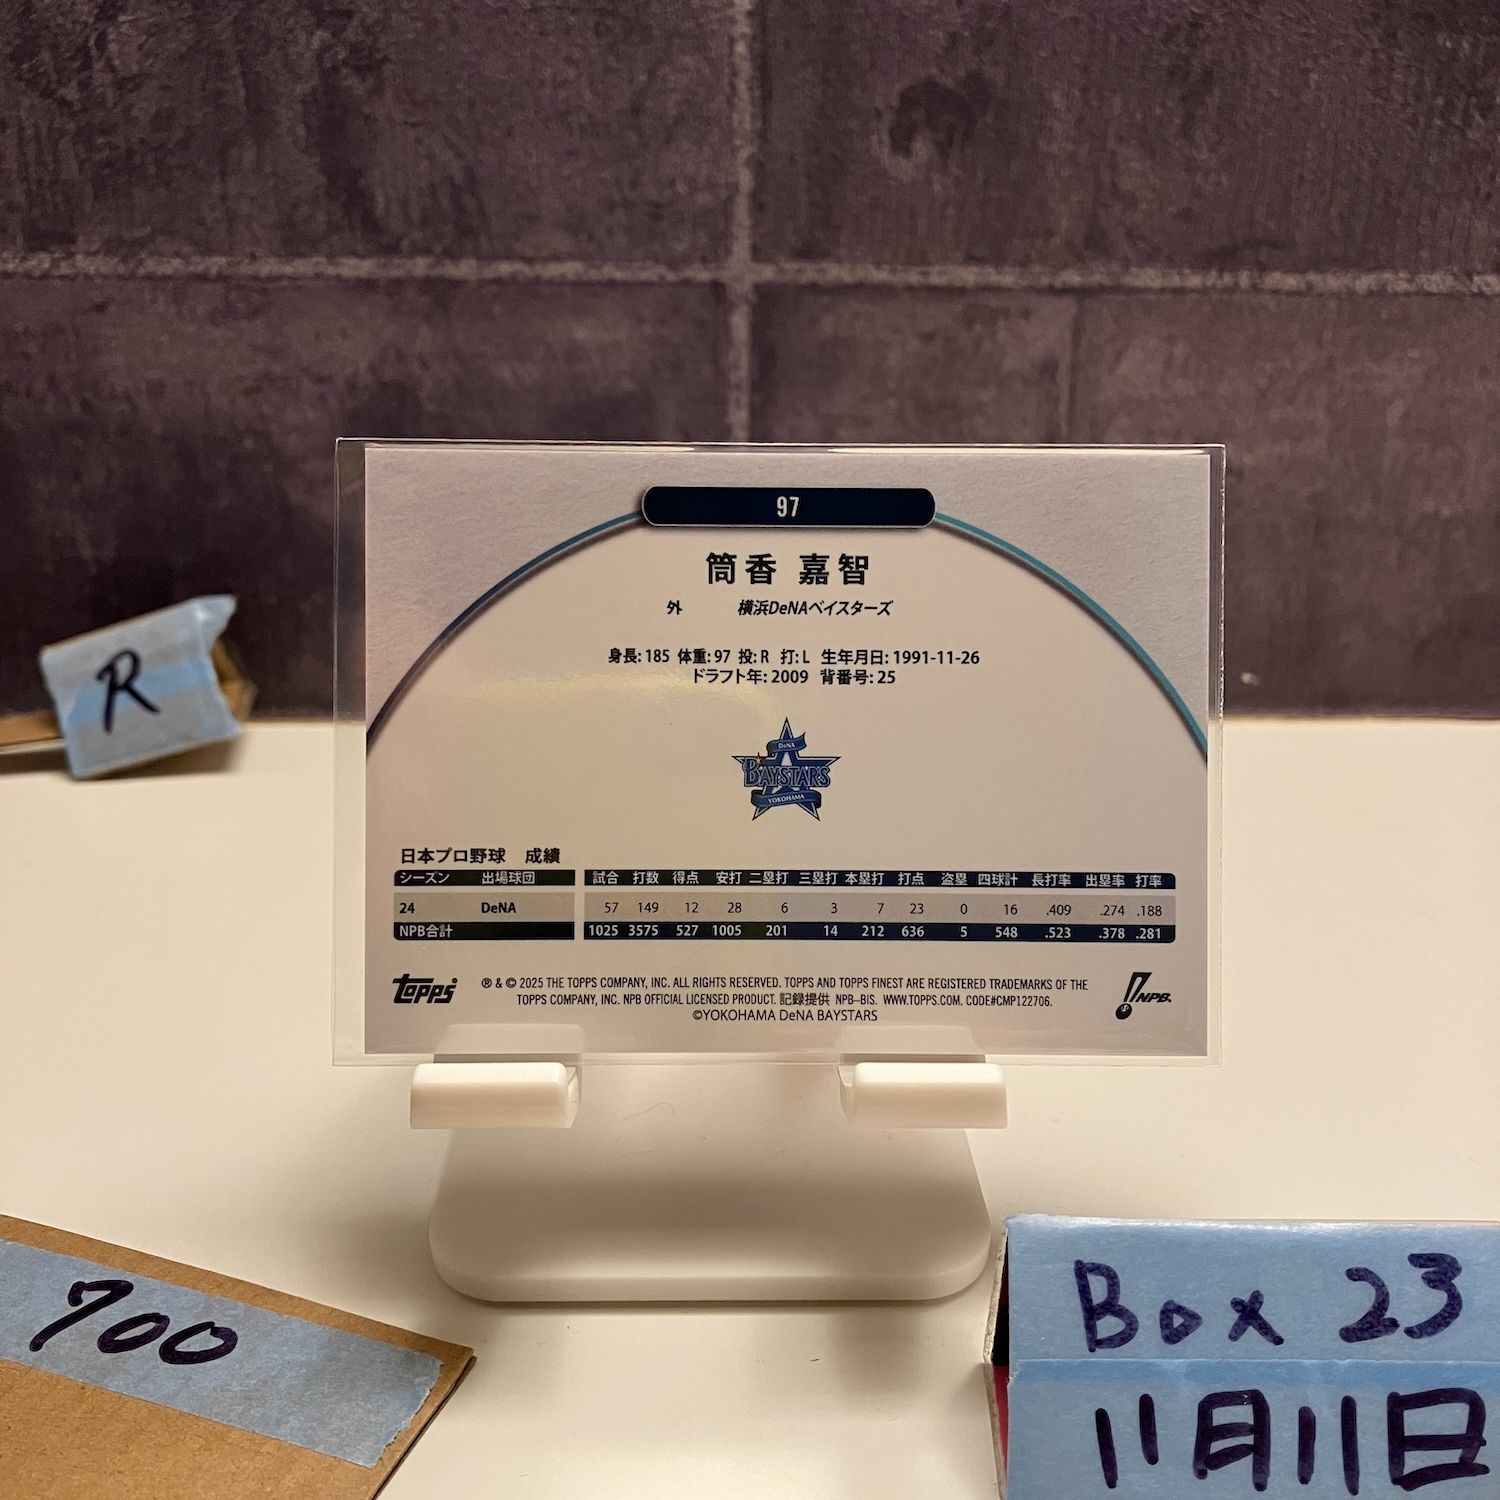 97
筒香 嘉智
外 横浜DeNAベイスターズ
身長: 185 体重: 97 投: R 打: L 生年月日: 1991-11-26
ドラフト年: 2009 背番号: 25
R
DeNA
BAYSTARS
YOKOHAMA
日本プロ野球 成績
シーズン 出場球団 試合 打数 得点 安打 二塁打 三塁打 本塁打 打点 盗塁 四球計 長打率 出塁率 打率
24 DeNA 57 149 12 28 6 3 7 23 0 16 .409 .274 .188
NPB合計 1025 3575 527 1005 201 14 212 636 5 548 .523 .378 .281
topps
® & © 2025 THE TOPPS COMPANY, INC. ALL RIGHTS RESERVED. TOPPS AND TOPPS FINEST ARE REGISTERED TRADEMARKS OF THE
TOPPS COMPANY, INC. NPB OFFICIAL LICENSED PRODUCT. 記録提供 NPB-BIS. WWW.TOPPS.COM. CODE#CMP122706.
©YOKOHAMA DeNA BAYSTARS
NPB
700
Box 23
11月11日